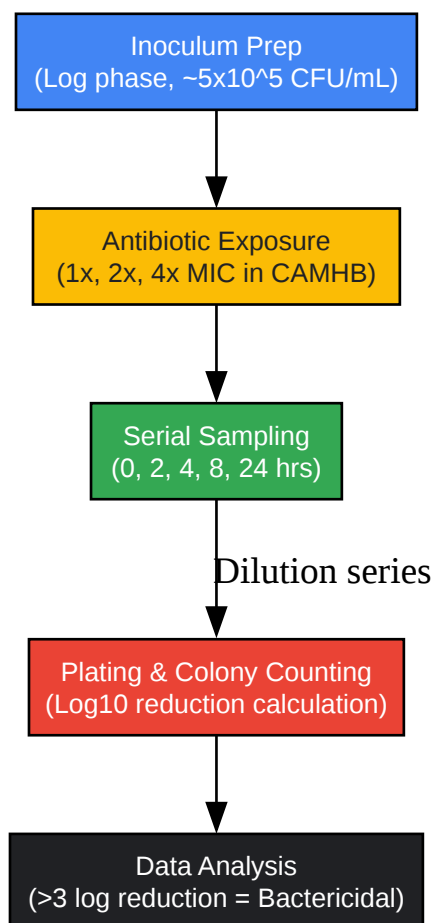 Inoculum Prep
(Log phase, ~5x10^5 CFU/mL)
Antibiotic Exposure
(1x, 2x, 4x MIC in CAMHB)
Serial Sampling
(0, 2, 4, 8, 24 hrs)
Dilution series
Plating & Colony Counting
(Log10 reduction calculation)
Data Analysis
(>3 log reduction = Bactericidal)